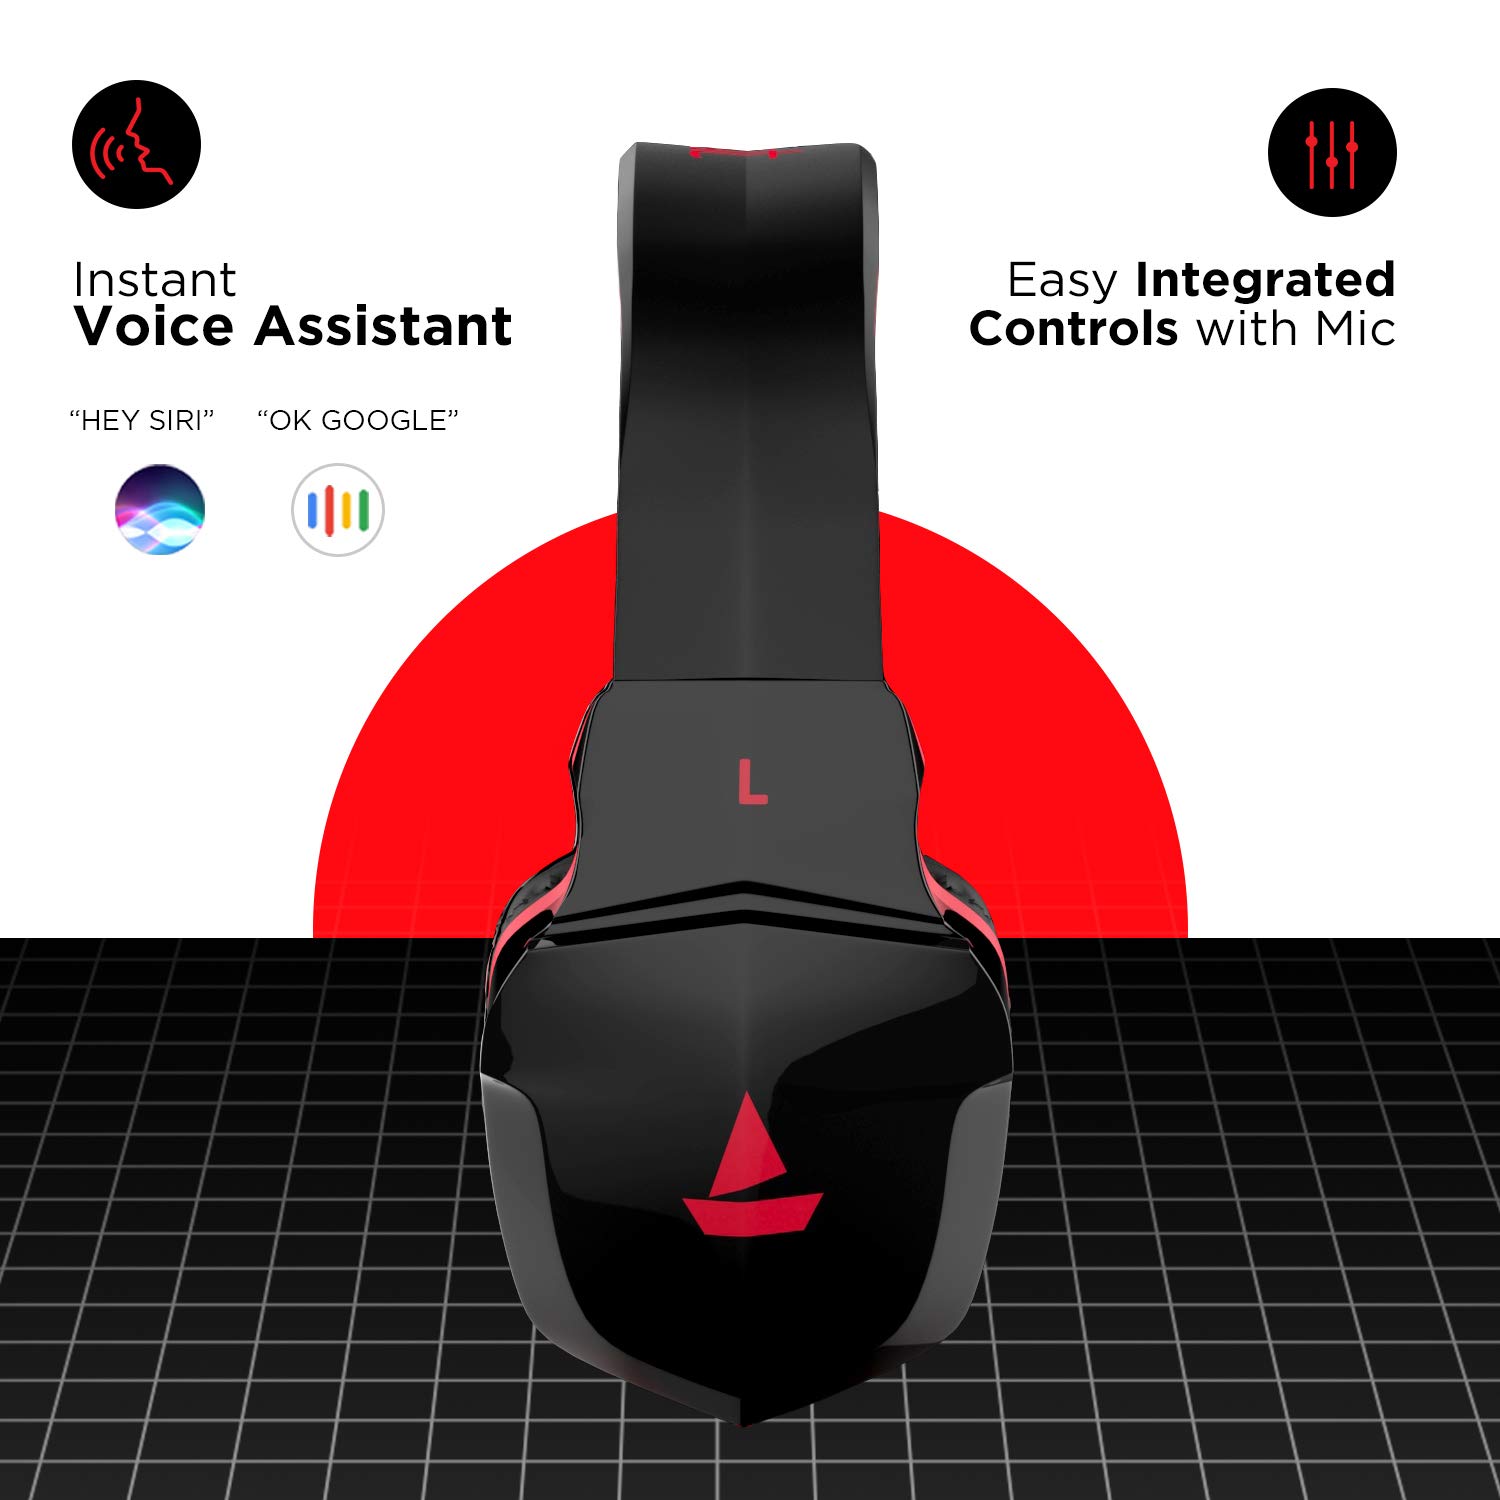 Instant
Voice Assistant
“HEY SIRI” “OK GOOGLE”
Easy Integrated
Controls with Mic
L